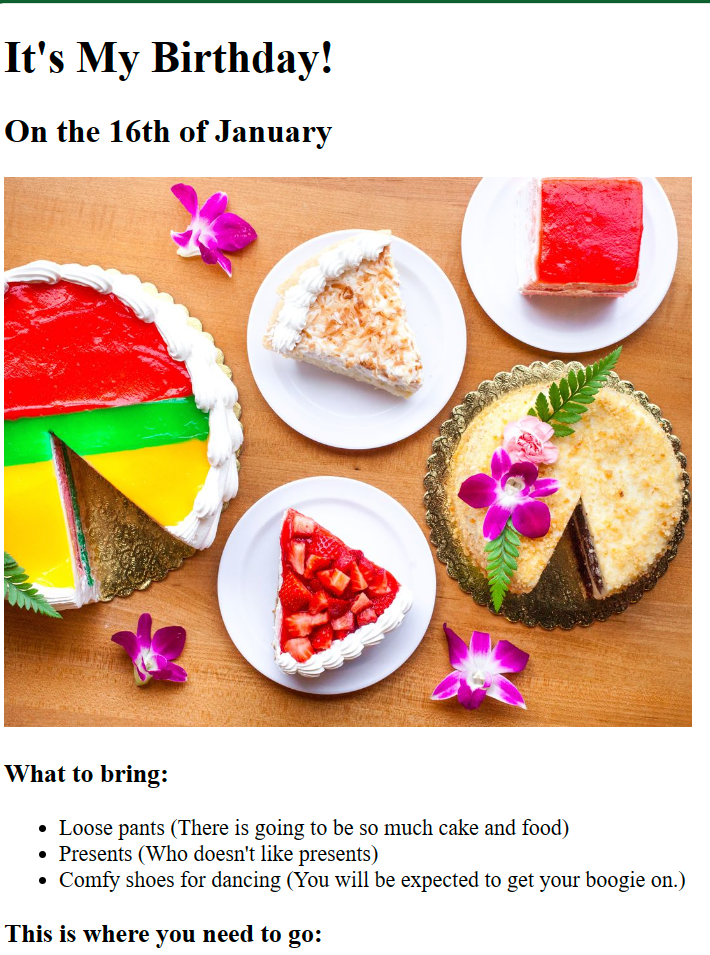 It's My Birthday!
On the 16th of January
What to bring:
Loose pants (There is going to be so much cake and food)
Presents (Who doesn't like presents)
Comfy shoes for dancing (You will be expected to get your boogie on.)
This is where you need to go: